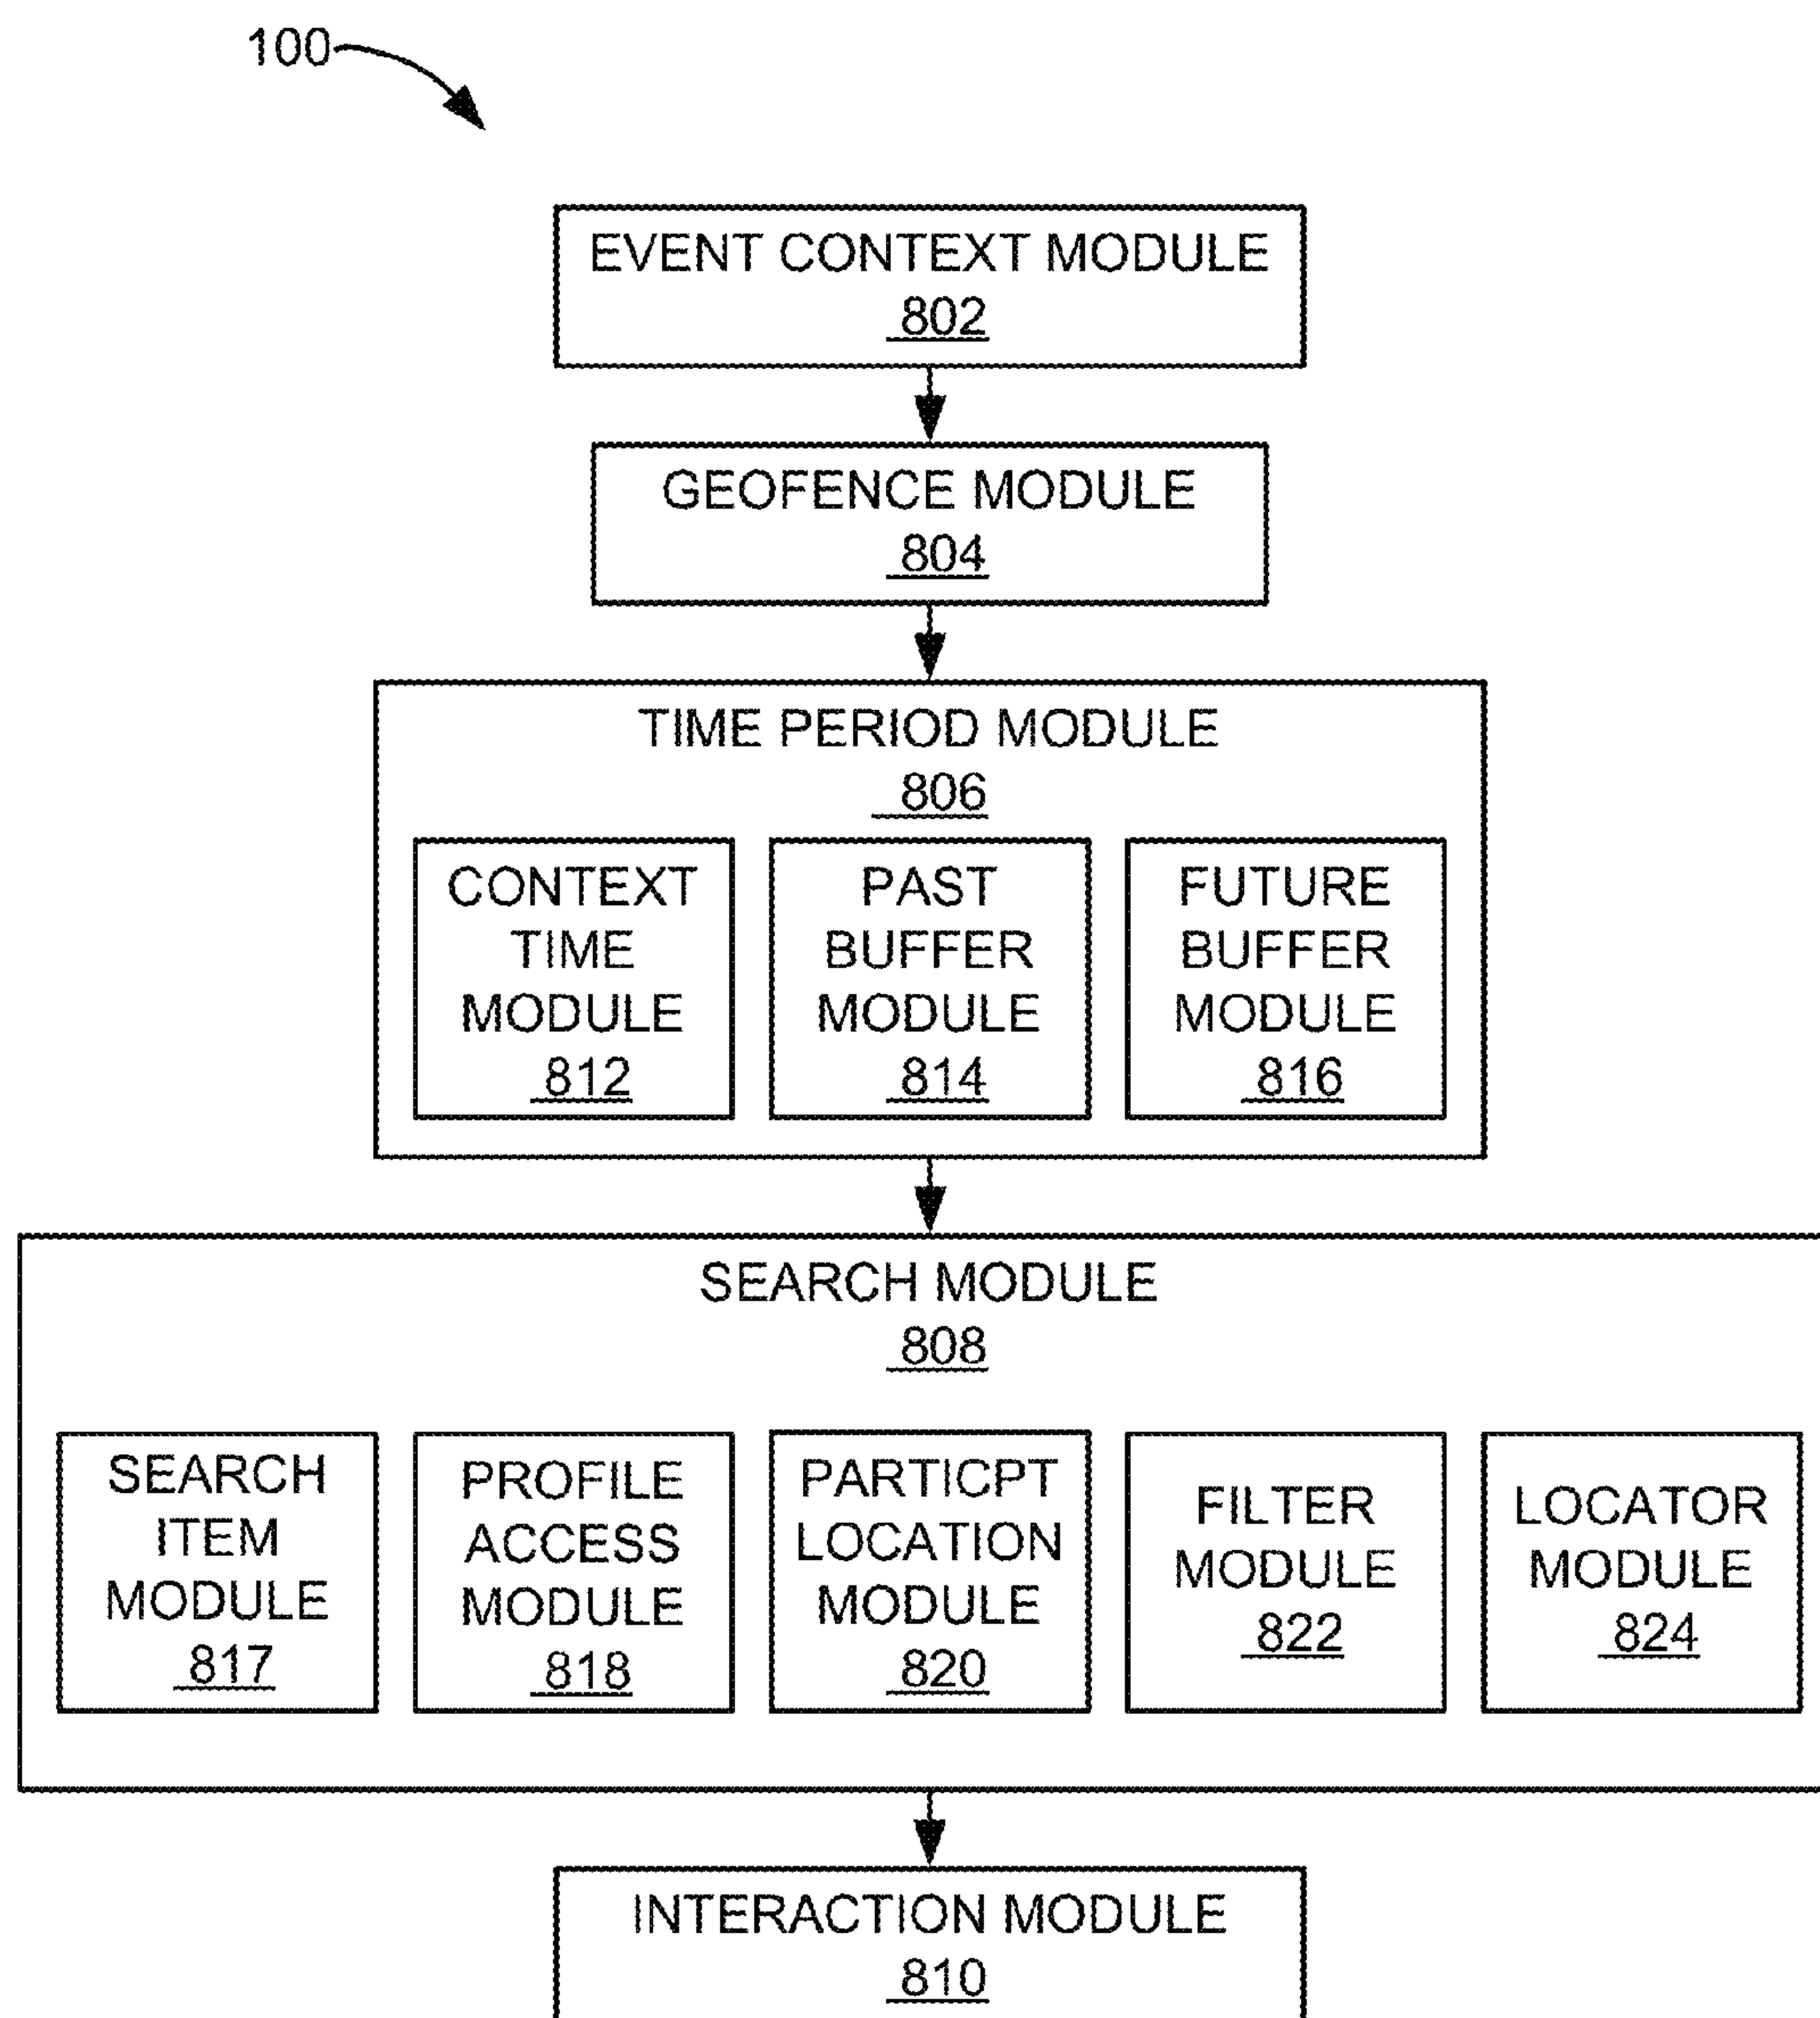 100
EVENT CONTEXT MODULE
802
GEOFENCE MODULE
804
TIME PERIOD MODULE
806
CONTEXT
TIME
MODULE
812
PAST
BUFFER
MODULE
814
FUTURE
BUFFER
MODULE
816
SEARCH MODULE
808
SEARCH
ITEM
MODULE
817
PROFILE
ACCESS
MODULE
818
PARTICPT
LOCATION
MODULE
820
FILTER
MODULE
822
LOCATOR
MODULE
824
INTERACTION MODULE
810